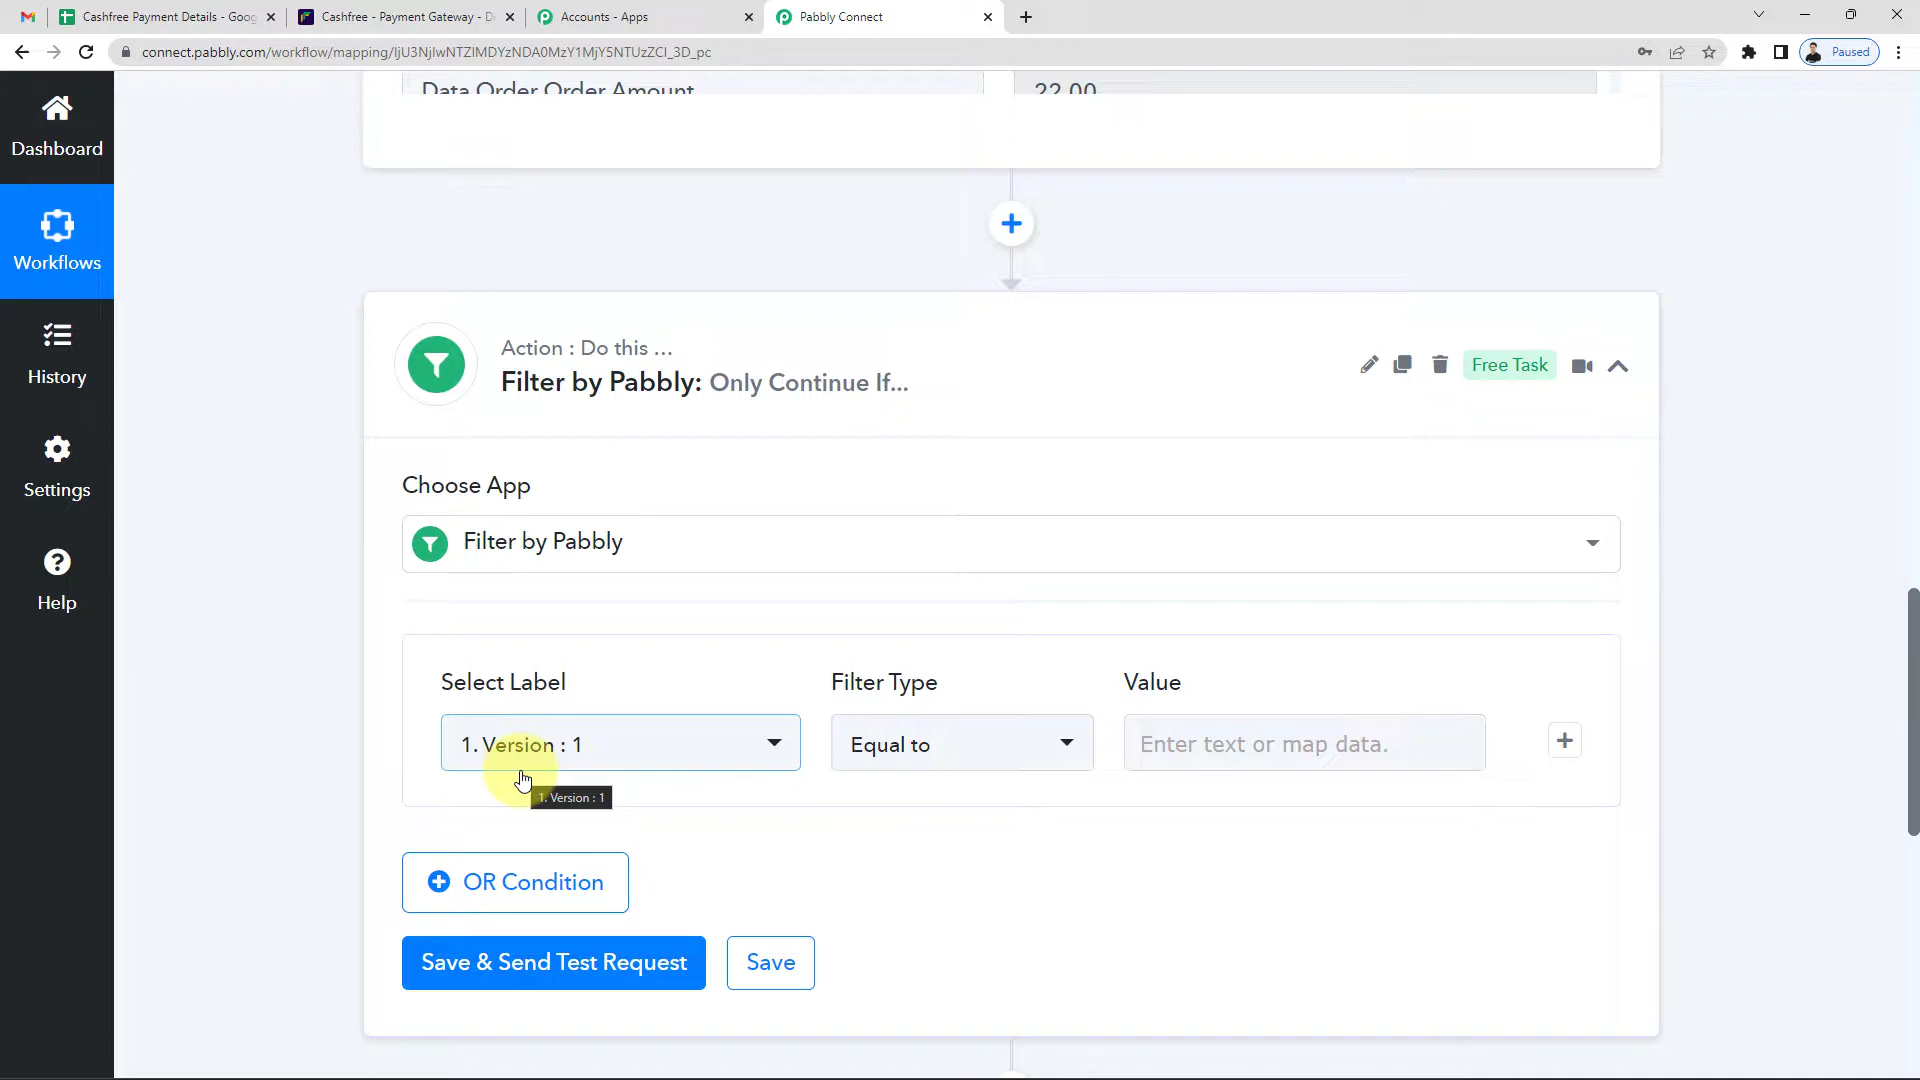 Cashfree Payment Details - Goog
Cashfree - Payment Gateway - D
Accounts - Apps
Pabbly Connect
connect.pabbly.com/workflow/mapping/IjU3NjIwNTZlMDYzNDA0MzY1MjY5NTUzZCI_3D_pc
Paused
Dashboard
Workflows
History
Settings
Help
Data Order Order Amount
22.00
Action : Do this ...
Filter by Pabbly: Only Continue If...
Free Task
Choose App
Filter by Pabbly
Select Label
Filter Type
Value
1. Version : 1
Equal to
Enter text or map data.
1. Version : 1
OR Condition
Save & Send Test Request
Save